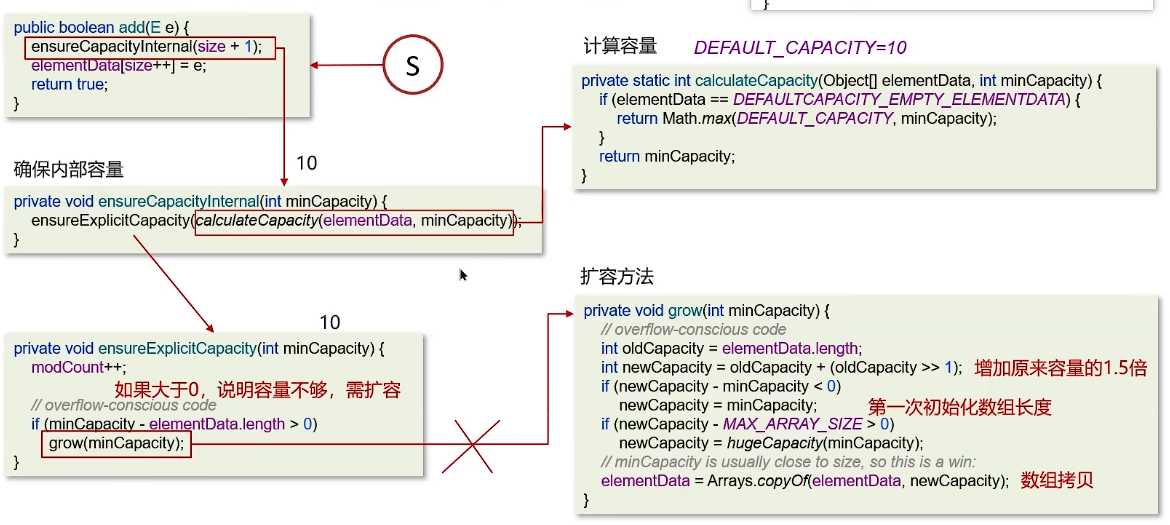 }
public boolean add(E e) {
ensureCapacityInternal(size + 1);
elementData[size++] = e;
return true;
}
S
计算容量
DEFAULT_CAPACITY=10
private static int calculateCapacity(Object[] elementData, int minCapacity) {
if (elementData == DEFAULTCAPACITY_EMPTY_ELEMENTDATA) {
return Math.max(DEFAULT_CAPACITY, minCapacity);
}
return minCapacity;
}
10
确保内部容量
private void ensureCapacityInternal(int minCapacity) {
ensureExplicitCapacity(calculateCapacity(elementData, minCapacity));
}
10
private void ensureExplicitCapacity(int minCapacity) {
modCount++;
如果大于0，说明容量不够，需扩容
// overflow-conscious code
if (minCapacity - elementData.length > 0)
grow(minCapacity);
}
扩容方法
private void grow(int minCapacity) {
// overflow-conscious code
int oldCapacity = elementData.length;
int newCapacity = oldCapacity + (oldCapacity >> 1); 增加原来容量的1.5倍
if (newCapacity - minCapacity < 0)
newCapacity = minCapacity; 第一次初始化数组长度
if (newCapacity - MAX_ARRAY_SIZE > 0)
newCapacity = hugeCapacity(minCapacity);
// minCapacity is usually close to size, so this is a win:
elementData = Arrays.copyOf(elementData, newCapacity); 数组拷贝
}